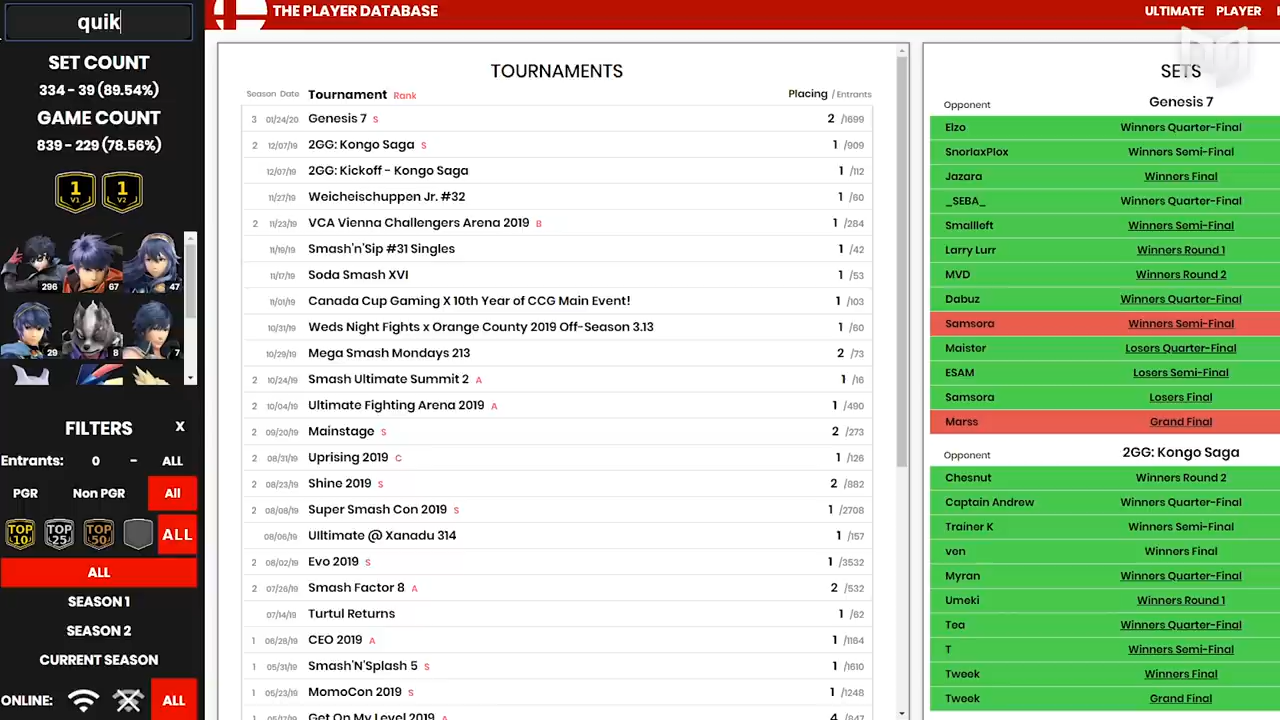 quik
THE PLAYER DATABASE
ULTIMATE PLAYER
SET COUNT
334 - 39 (89.54%)
GAME COUNT
839 - 229 (78.56%)
1 V1 1 V2
296 67 47
29 8 7
FILTERS X
Entrants: 0 - ALL
PGR Non PGR All
TOP 10 TOP 25 TOP 50 ALL
ALL
SEASON 1
SEASON 2
CURRENT SEASON
ONLINE: ALL
TOURNAMENTS
Season Date Tournament Rank Placing / Entrants
3 01/24/20 Genesis 7 S 2 /1699
2 12/07/19 2GG: Kongo Saga S 1 /909
12/07/19 2GG: Kickoff - Kongo Saga 1 /112
11/27/19 Weicheischuppen Jr. #32 1 /60
2 11/23/19 VCA Vienna Challengers Arena 2019 B 1 /284
11/19/19 Smash'n'Sip #31 Singles 1 /42
11/17/19 Soda Smash XVI 1 /53
11/01/19 Canada Cup Gaming X 10th Year of CCG Main Event! 1 /103
10/31/19 Weds Night Fights x Orange County 2019 Off-Season 3.13 1 /60
10/29/19 Mega Smash Mondays 213 2 /73
2 10/24/19 Smash Ultimate Summit 2 A 1 /16
2 10/04/19 Ultimate Fighting Arena 2019 A 1 /490
2 09/20/19 Mainstage S 2 /273
2 08/31/19 Uprising 2019 C 1 /126
2 08/23/19 Shine 2019 S 2 /882
2 08/08/19 Super Smash Con 2019 S 1 /2708
08/06/19 Ulltimate @ Xanadu 314 1 /157
2 08/02/19 Evo 2019 S 1 /3532
2 07/26/19 Smash Factor 8 A 2 /532
07/14/19 Turtul Returns 1 /62
1 06/28/19 CEO 2019 A 1 /1164
1 05/31/19 Smash'N'Splash 5 S 1 /1610
1 05/23/19 MomoCon 2019 S 1 /1248
1 05/17/19 Get On My Level 2019 A 4 /847
SETS
Opponent Genesis 7
Elzo Winners Quarter-Final
SnorlaxPlox Winners Semi-Final
Jazara Winners Final
_SEBA_ Winners Quarter-Final
Smallleft Winners Semi-Final
Larry Lurr Winners Round 1
MVD Winners Round 2
Dabuz Winners Quarter-Final
Samsora Winners Semi-Final
Maister Losers Quarter-Final
ESAM Losers Semi-Final
Samsora Losers Final
Marss Grand Final
Opponent 2GG: Kongo Saga
Chesnut Winners Round 2
Captain Andrew Winners Quarter-Final
Trainer K Winners Semi-Final
von Winners Final
Myran Winners Quarter-Final
Umeki Winners Round 1
Tea Winners Quarter-Final
T Winners Semi-Final
Tweek Winners Final
Tweek Grand Final